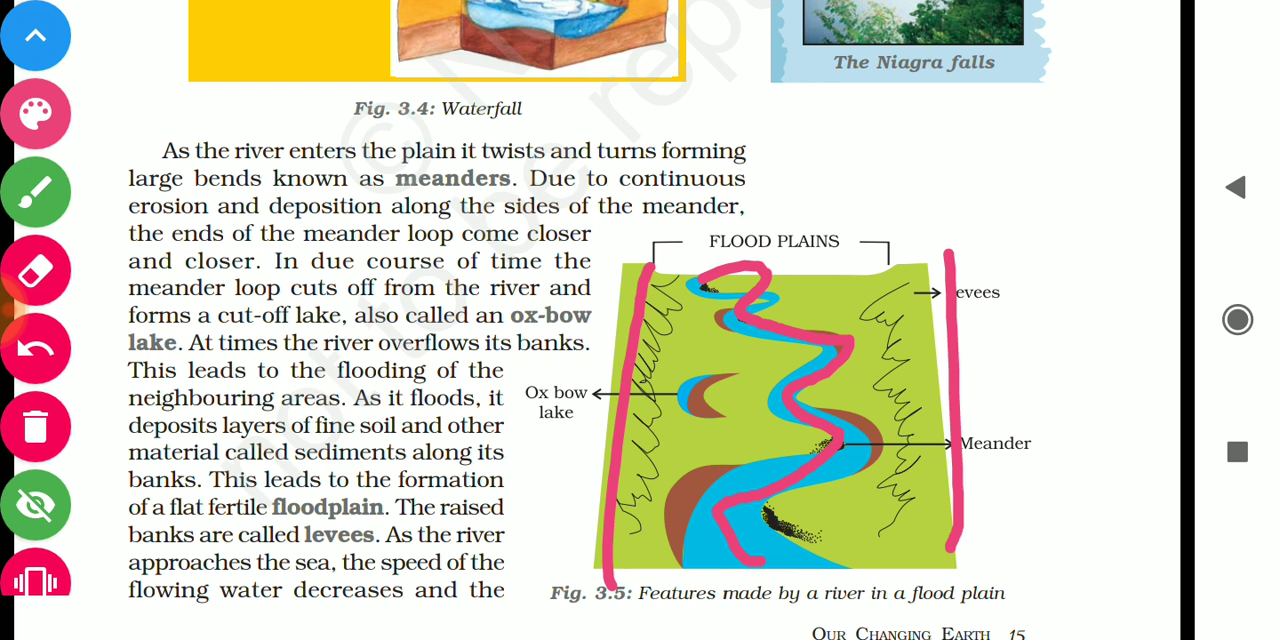 The Niagra falls
Fig. 3.4: Waterfall
As the river enters the plain it twists and turns forming
large bends known as meanders. Due to continuous
erosion and deposition along the sides of the meander,
the ends of the meander loop come closer
and closer. In due course of time the
meander loop cuts off from the river and
forms a cut-off lake, also called an ox-bow
lake. At times the river overflows its banks.
This leads to the flooding of the
neighbouring areas. As it floods, it
deposits layers of fine soil and other
material called sediments along its
banks. This leads to the formation
of a flat fertile floodplain. The raised
banks are called levees. As the river
approaches the sea, the speed of the
flowing water decreases and the
FLOOD PLAINS
evees
Ox bow
lake
Meander
Fig. 3.5: Features made by a river in a flood plain
OUR CHANGING EARTH 15
© N
not to be rep